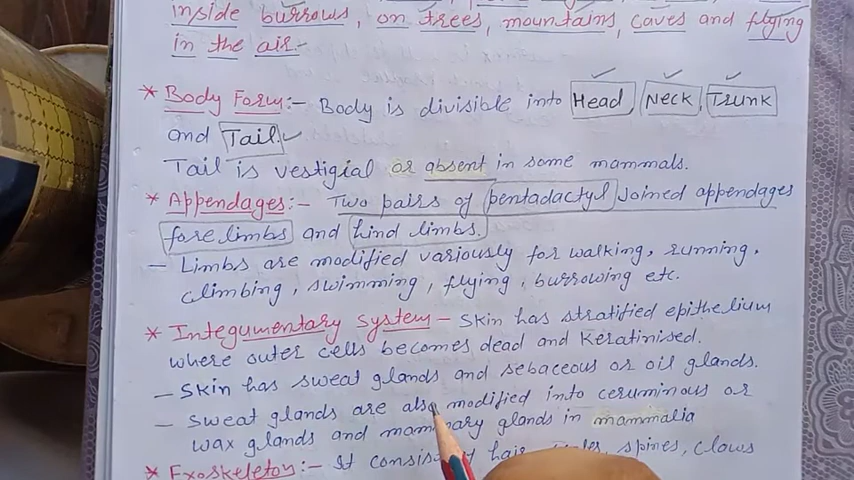 inside burrows, on trees, mountains, caves and flying
in the air.
* Body Form:- Body is divisible into Head, Neck, Trunk
and Tail.
Tail is vestigial or absent in some mammals.
* Appendages:- Two pairs of pentadactyl Joined appendages
fore limbs and hind limbs.
- Limbs are modified variously for walking, running,
climbing, swimming, flying, burrowing etc.
* Integumentary System - Skin has stratified epithelium
where outer cells becomes dead and Keratinised.
- Skin has sweat glands and sebaceous or oil glands.
- Sweat glands are also modified into ceruminous or
wax glands and mammary glands in mammalia
* Exoskeleton:- It consists hair, spines, claws